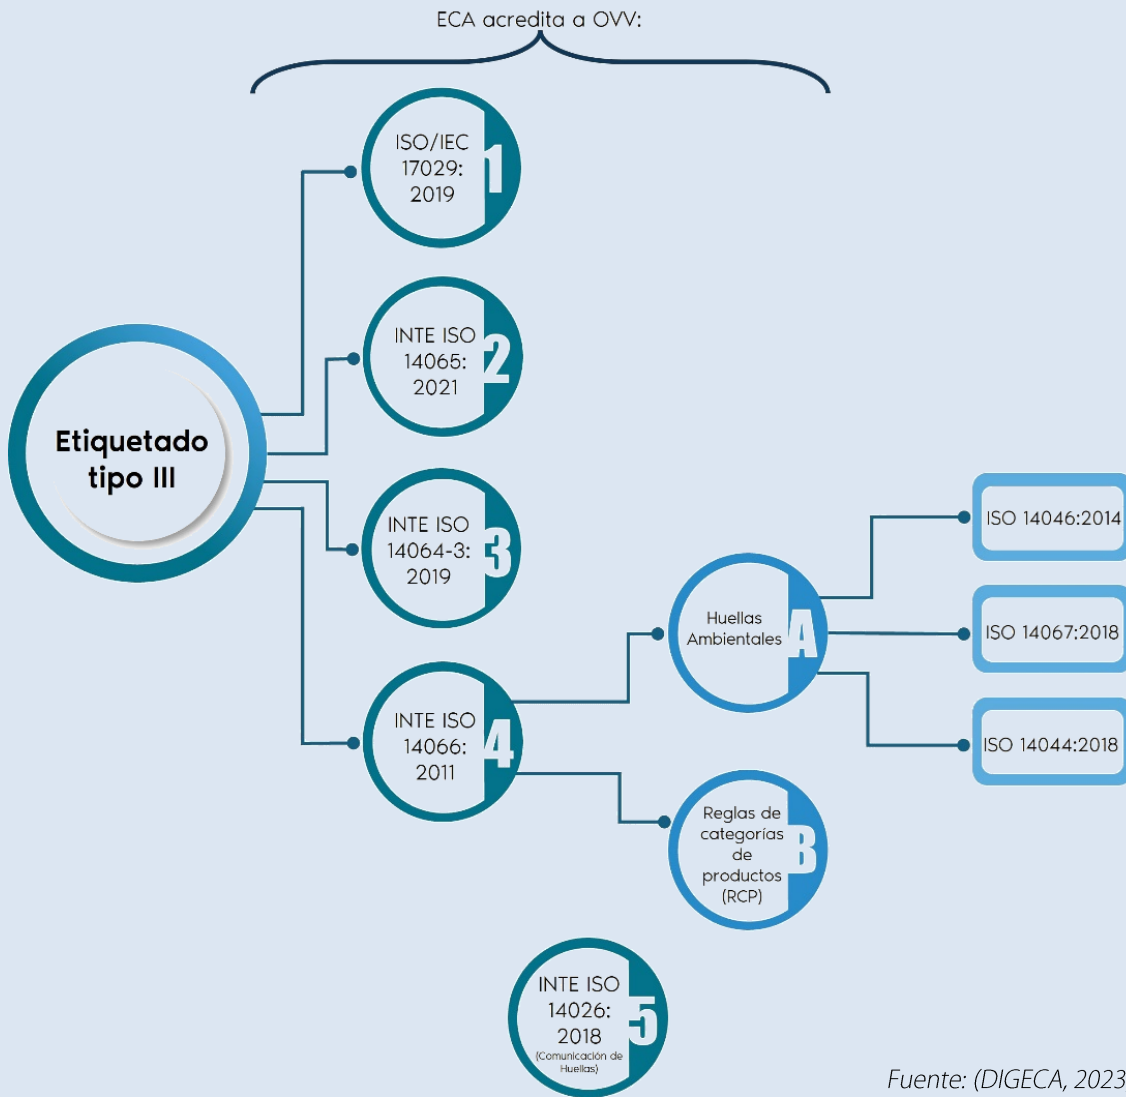 ECA acredita a OVV:
ISO/IEC
17029:
2019
1
INTE ISO
14065:
2021
2
Etiquetado
tipo III
INTE ISO
14064-3:
2019
3
INTE ISO
14066:
2011
4
Huellas
Ambientales
A
ISO 14046:2014
ISO 14067:2018
ISO 14044:2018
Reglas de
categorías
de
productos
(RCP)
B
INTE ISO
14026:
2018
(Comunicación de
Huellas)
5
Fuente: (DIGECA, 2023